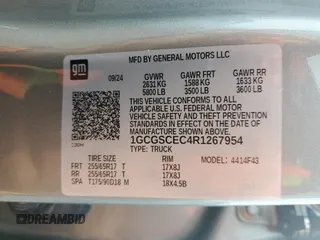 gm
MFD BY GENERAL MOTORS LLC
09/24 GVWR GAWR FRT GAWR RR
2631 KG 1588 KG 1633 KG
5800 LB 3500 LB 3600 LB
THIS VEHICLE CONFORMS TO ALL
APPLICABLE U.S. FEDERAL MOTOR
VEHICLE SAFETY AND THEFT
PREVENTION STANDARDS IN EFFECT
ON THE DATE OF MANUFACTURE
SHOWN ABOVE.
1GCGSCEC4R1267954
TYPE: TRUCK
MODEL: 4414F43
TIRE SIZE RIM
FRT 255/65R17 T 17X8J
RR 255/65R17 T 17X8J
SPA T175/90D18 M 18X4.5B
DREAMBID